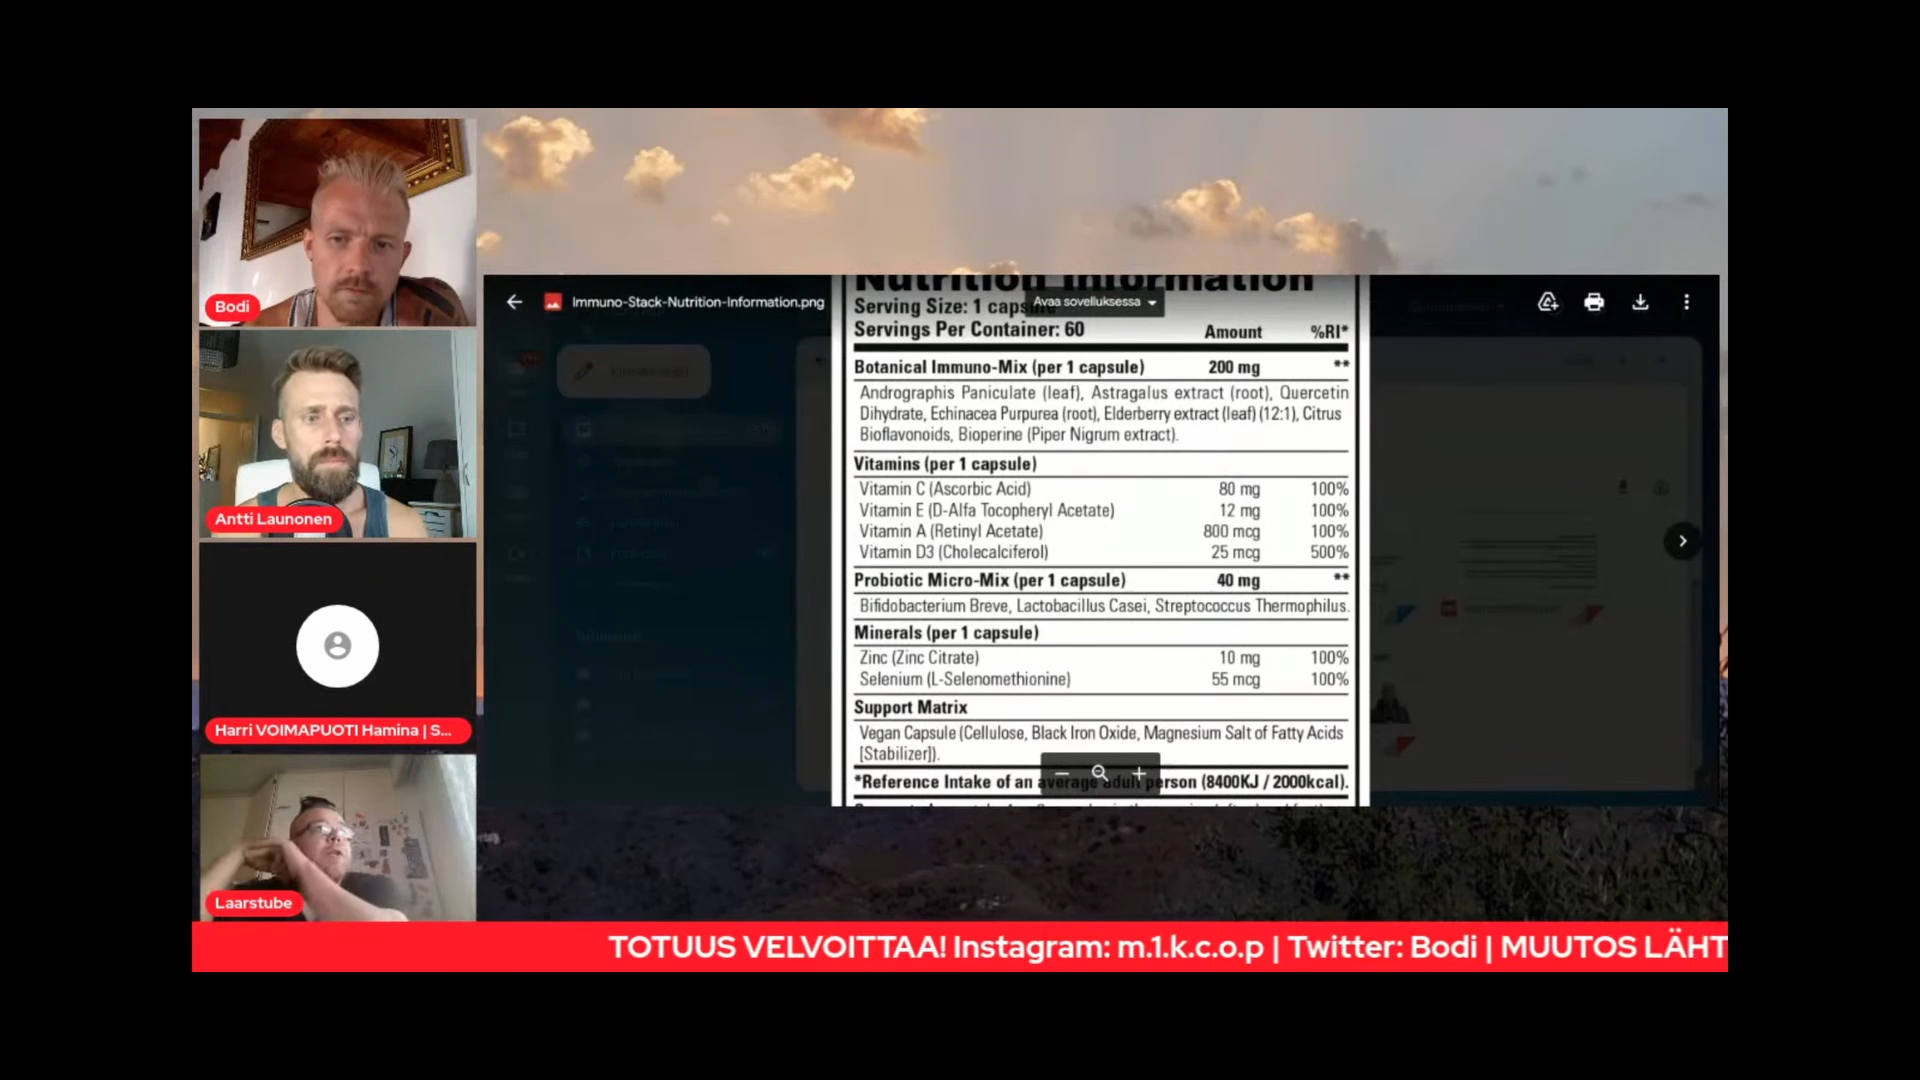 Bodi
Antti Launonen
Harri VOIMAPUOTI Hamina | S...
Laarstube
Immuno-Stack-Nutrition-Information.png
Avaa sovelluksessa
Nutrition Information
Serving Size: 1 capsule
Servings Per Container: 60 Amount %RI*
Botanical Immuno-Mix (per 1 capsule) 200 mg **
Andrographis Paniculate (leaf), Astragalus extract (root), Quercetin
Dihydrate, Echinacea Purpurea (root), Elderberry extract (leaf) (12:1), Citrus
Bioflavonoids, Bioperine (Piper Nigrum extract).
Vitamins (per 1 capsule)
Vitamin C (Ascorbic Acid) 80 mg 100%
Vitamin E (D-Alfa Tocopheryl Acetate) 12 mg 100%
Vitamin A (Retinyl Acetate) 800 mcg 100%
Vitamin D3 (Cholecalciferol) 25 mcg 500%
Probiotic Micro-Mix (per 1 capsule) 40 mg **
Bifidobacterium Breve, Lactobacillus Casei, Streptococcus Thermophilus.
Minerals (per 1 capsule)
Zinc (Zinc Citrate) 10 mg 100%
Selenium (L-Selenomethionine) 55 mcg 100%
Support Matrix
Vegan Capsule (Cellulose, Black Iron Oxide, Magnesium Salt of Fatty Acids
[Stabilizer]).
*Reference Intake of an average adult person (8400KJ / 2000kcal).
TOTUUS VELVOITTAA! Instagram: m.1.k.c.o.p | Twitter: Bodi | MUUTOS LÄHT